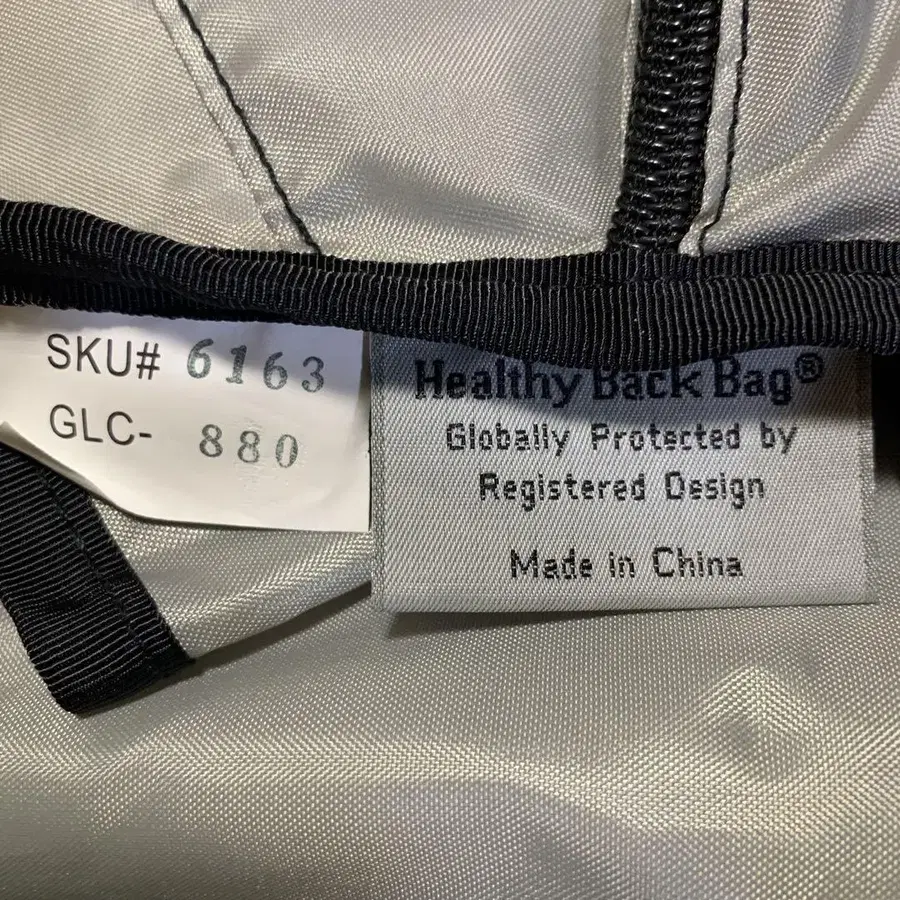 SKU# 6163
GLC- 880
Healthy Back Bag®
Globally Protected by
Registered Design
Made in China